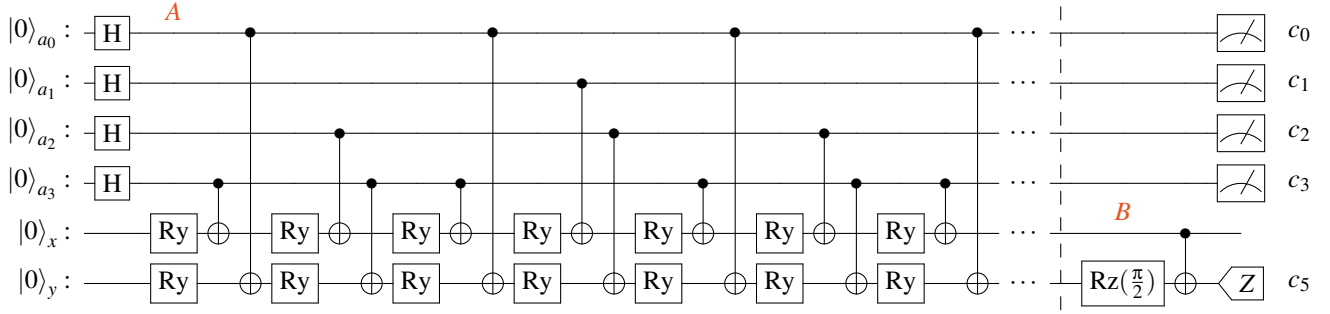 A
|0⟩a₀ : H ··· c₀
|0⟩a₁ : H ··· c₁
|0⟩a₂ : H ··· c₂
|0⟩a₃ : H ··· c₃
B
|0⟩x : Ry Ry Ry Ry Ry Ry Ry ···
|0⟩y : Ry Ry Ry Ry Ry Ry Ry ··· Rz(π/2) Z c₅